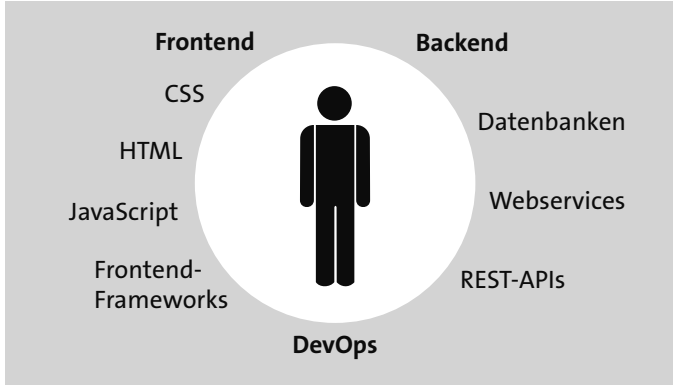 Frontend
CSS
HTML
JavaScript
Frontend-
Frameworks
Backend
Datenbanken
Webservices
REST-APIs
DevOps